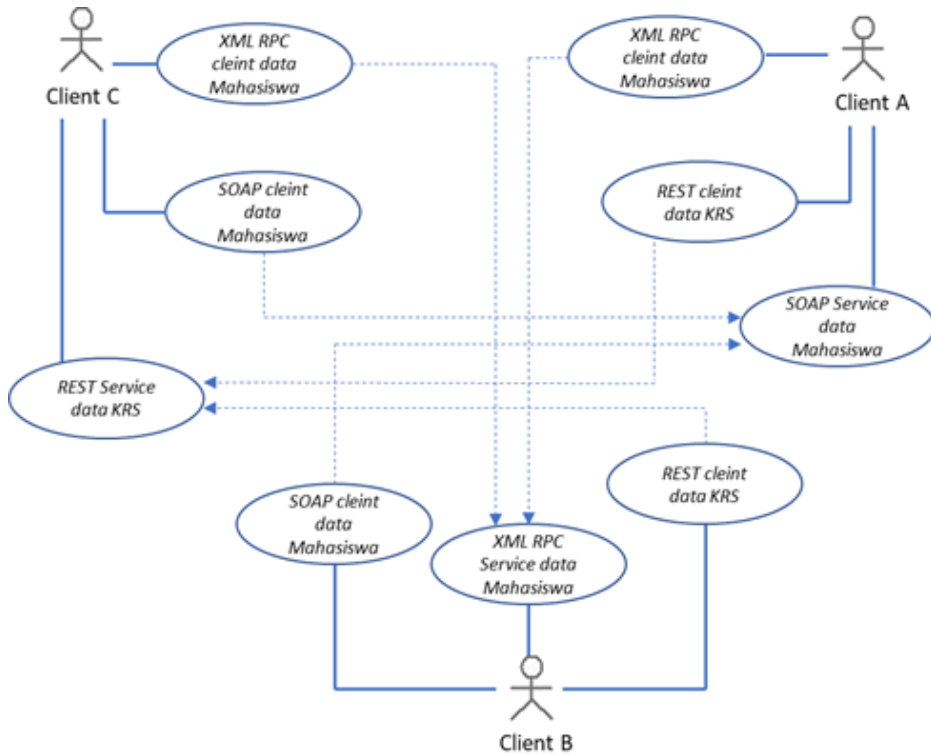 XML RPC
cleint data
Mahasiswa
Client C
XML RPC
cleint data
Mahasiswa
Client A
SOAP cleint
data
Mahasiswa
REST cleint
data KRS
SOAP Service
data
Mahasiswa
REST Service
data KRS
SOAP cleint
data
Mahasiswa
XML RPC
Service data
Mahasiswa
REST cleint
data KRS
Client B